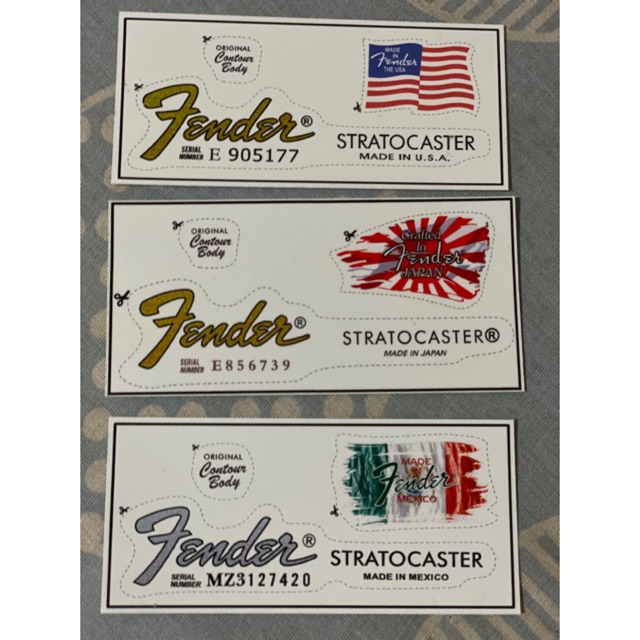 ORIGINAL
Contour
Body
MADE
IN
Fender
THE USA
Fender®
SERIAL
NUMBER E 905177
STRATOCASTER
MADE IN U.S.A.
ORIGINAL
Contour
Body
Crafted
In
Fender
JAPAN
Fender®
SERIAL
NUMBER E856739
STRATOCASTER®
MADE IN JAPAN
ORIGINAL
Contour
Body
MADE
Fender
MEXICO
Fender®
SERIAL
NUMBER MZ3127420
STRATOCASTER
MADE IN MEXICO